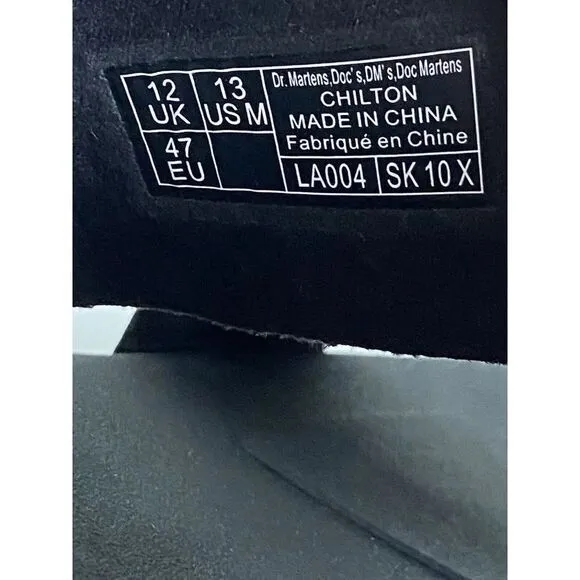 12 UK
13 US M
47 EU
Dr. Martens,Doc's,DM's,Doc Martens
CHILTON
MADE IN CHINA
Fabriqué en Chine
LA004
SK 10 X